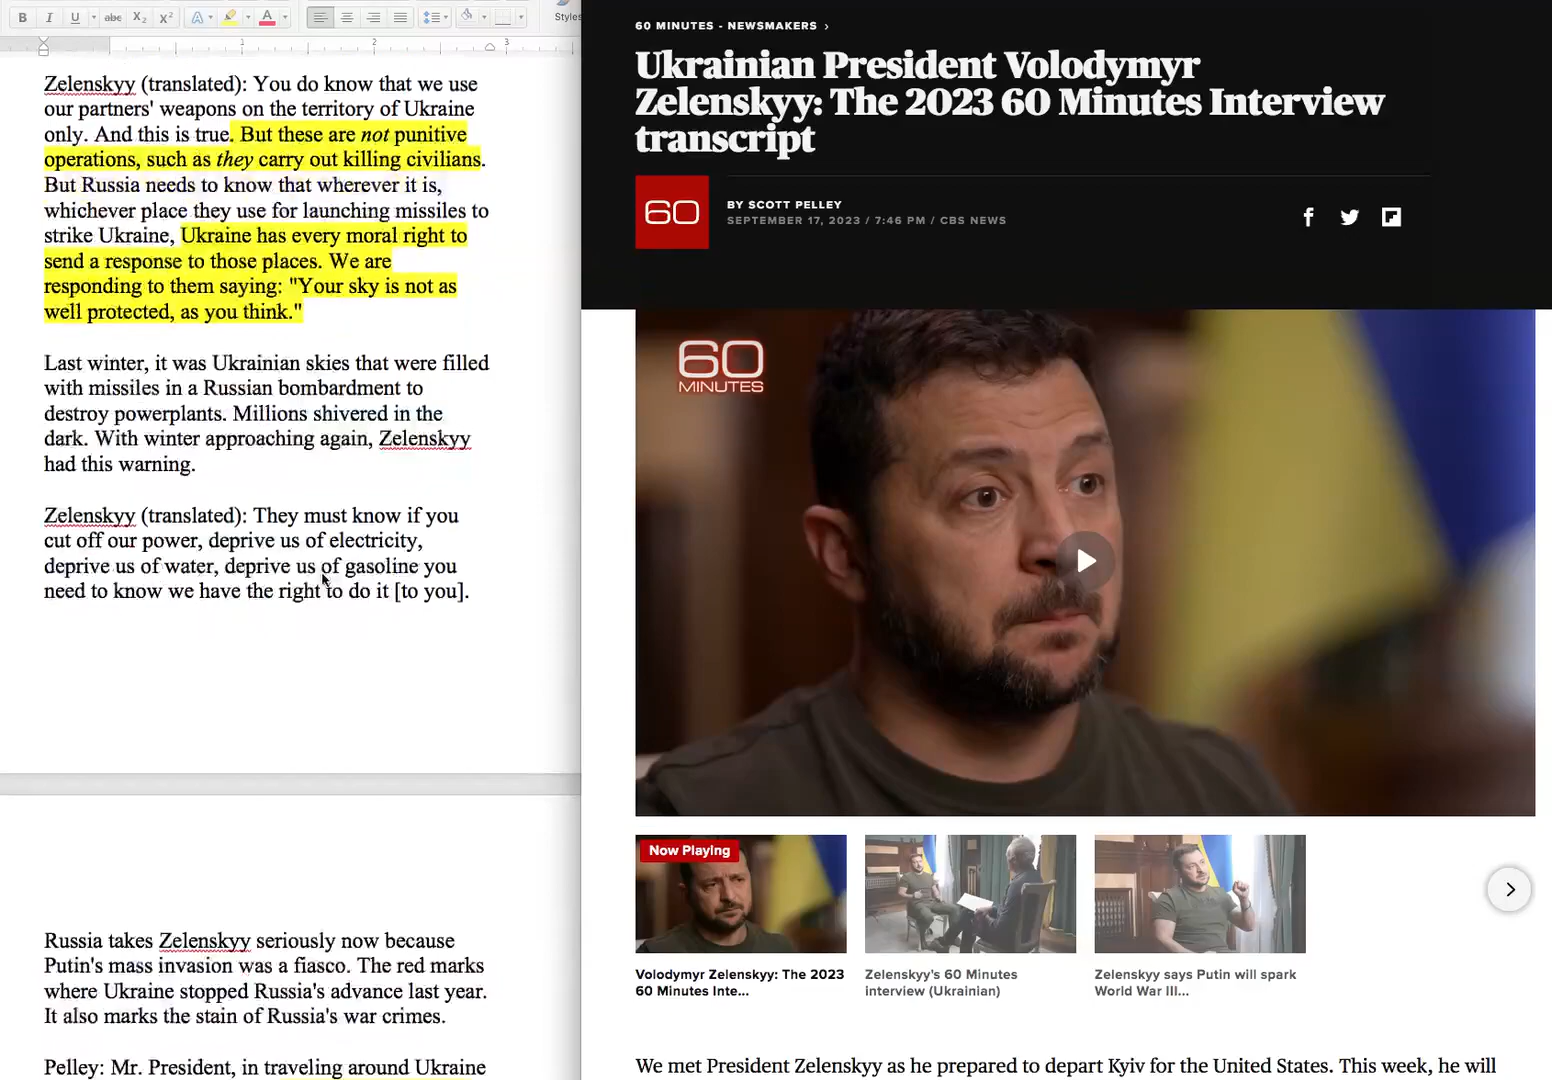 B I U abc X2 X2 A A Styles
1 2 3
Zelenskyy (translated): You do know that we use
our partners' weapons on the territory of Ukraine
only. And this is true. But these are not punitive
operations, such as they carry out killing civilians.
But Russia needs to know that wherever it is,
whichever place they use for launching missiles to
strike Ukraine, Ukraine has every moral right to
send a response to those places. We are
responding to them saying: "Your sky is not as
well protected, as you think."
Last winter, it was Ukrainian skies that were filled
with missiles in a Russian bombardment to
destroy powerplants. Millions shivered in the
dark. With winter approaching again, Zelenskyy
had this warning.
Zelenskyy (translated): They must know if you
cut off our power, deprive us of electricity,
deprive us of water, deprive us of gasoline you
need to know we have the right to do it [to you].
Russia takes Zelenskyy seriously now because
Putin's mass invasion was a fiasco. The red marks
where Ukraine stopped Russia's advance last year.
It also marks the stain of Russia's war crimes.
Pelley: Mr. President, in traveling around Ukraine
60 MINUTES - NEWSMAKERS ›
Ukrainian President Volodymyr
Zelenskyy: The 2023 60 Minutes Interview
transcript
60
BY SCOTT PELLEY
SEPTEMBER 17, 2023 / 7:46 PM / CBS NEWS
60
MINUTES
Now Playing
Volodymyr Zelenskyy: The 2023
60 Minutes Inte...
Zelenskyy's 60 Minutes
interview (Ukrainian)
Zelenskyy says Putin will spark
World War III...
We met President Zelenskyy as he prepared to depart Kyiv for the United States. This week, he will